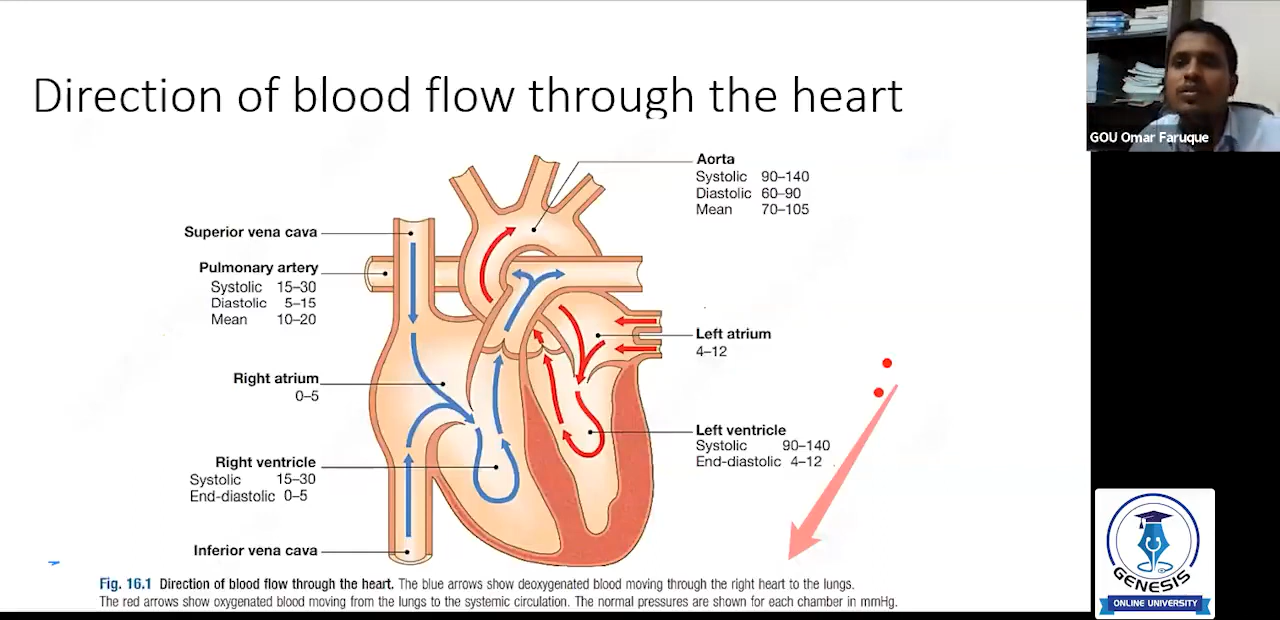 Direction of blood flow through the heart
GOU Omar Faruque
Aorta
Systolic 90–140
Diastolic 60–90
Mean 70–105
Superior vena cava
Pulmonary artery
Systolic 15–30
Diastolic 5–15
Mean 10–20
Left atrium
4–12
Right atrium
0–5
Left ventricle
Systolic 90–140
End-diastolic 4–12
Right ventricle
Systolic 15–30
End-diastolic 0–5
Inferior vena cava
Fig. 16.1 Direction of blood flow through the heart. The blue arrows show deoxygenated blood moving through the right heart to the lungs.
The red arrows show oxygenated blood moving from the lungs to the systemic circulation. The normal pressures are shown for each chamber in mmHg.
GENESIS
ONLINE UNIVERSITY